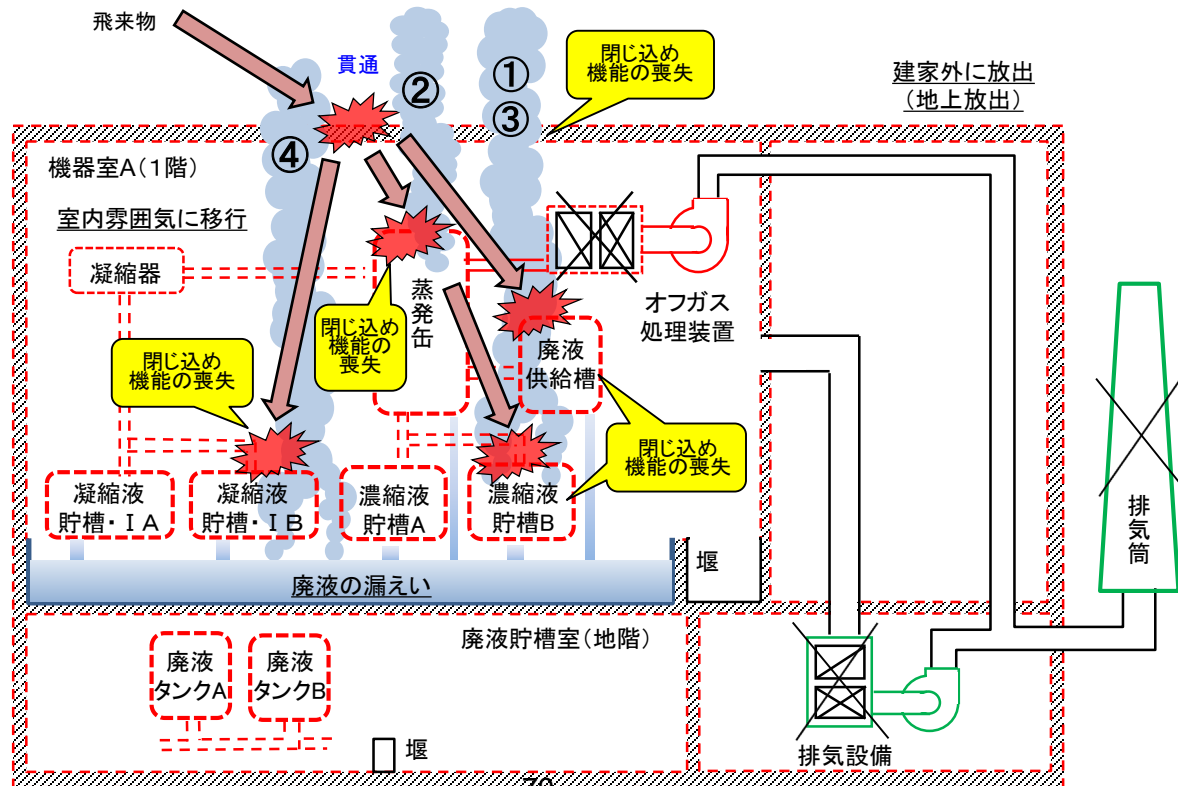 飛来物
貫通
②
①
③
閉じ込め
機能の喪失
建家外に放出
(地上放出)
④
機器室A(1階)
室内雰囲気に移行
凝縮器
蒸発缶
オフガス
処理装置
閉じ込め
機能の
喪失
閉じ込め
機能の喪失
廃液
供給槽
閉じ込め
機能の喪失
凝縮液
貯槽・ⅠA
凝縮液
貯槽・ⅠB
濃縮液
貯槽A
濃縮液
貯槽B
排気筒
堰
廃液の漏えい
廃液貯槽室(地階)
廃液
タンクA
廃液
タンクB
堰
排気設備